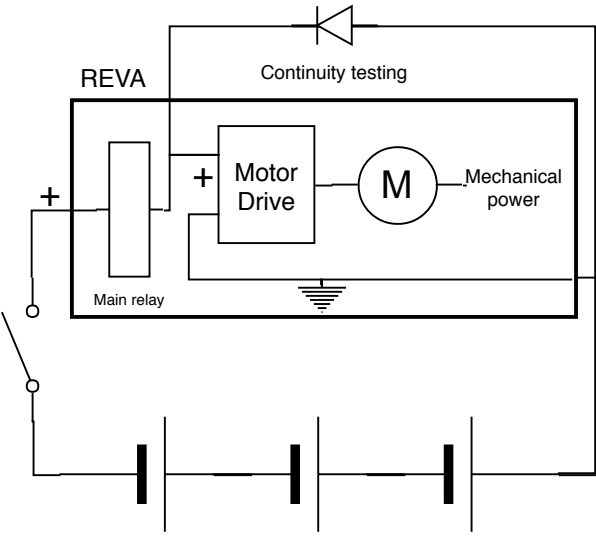 Continuity testing
REVA
+
+
Motor
Drive
M
Mechanical
power
Main relay